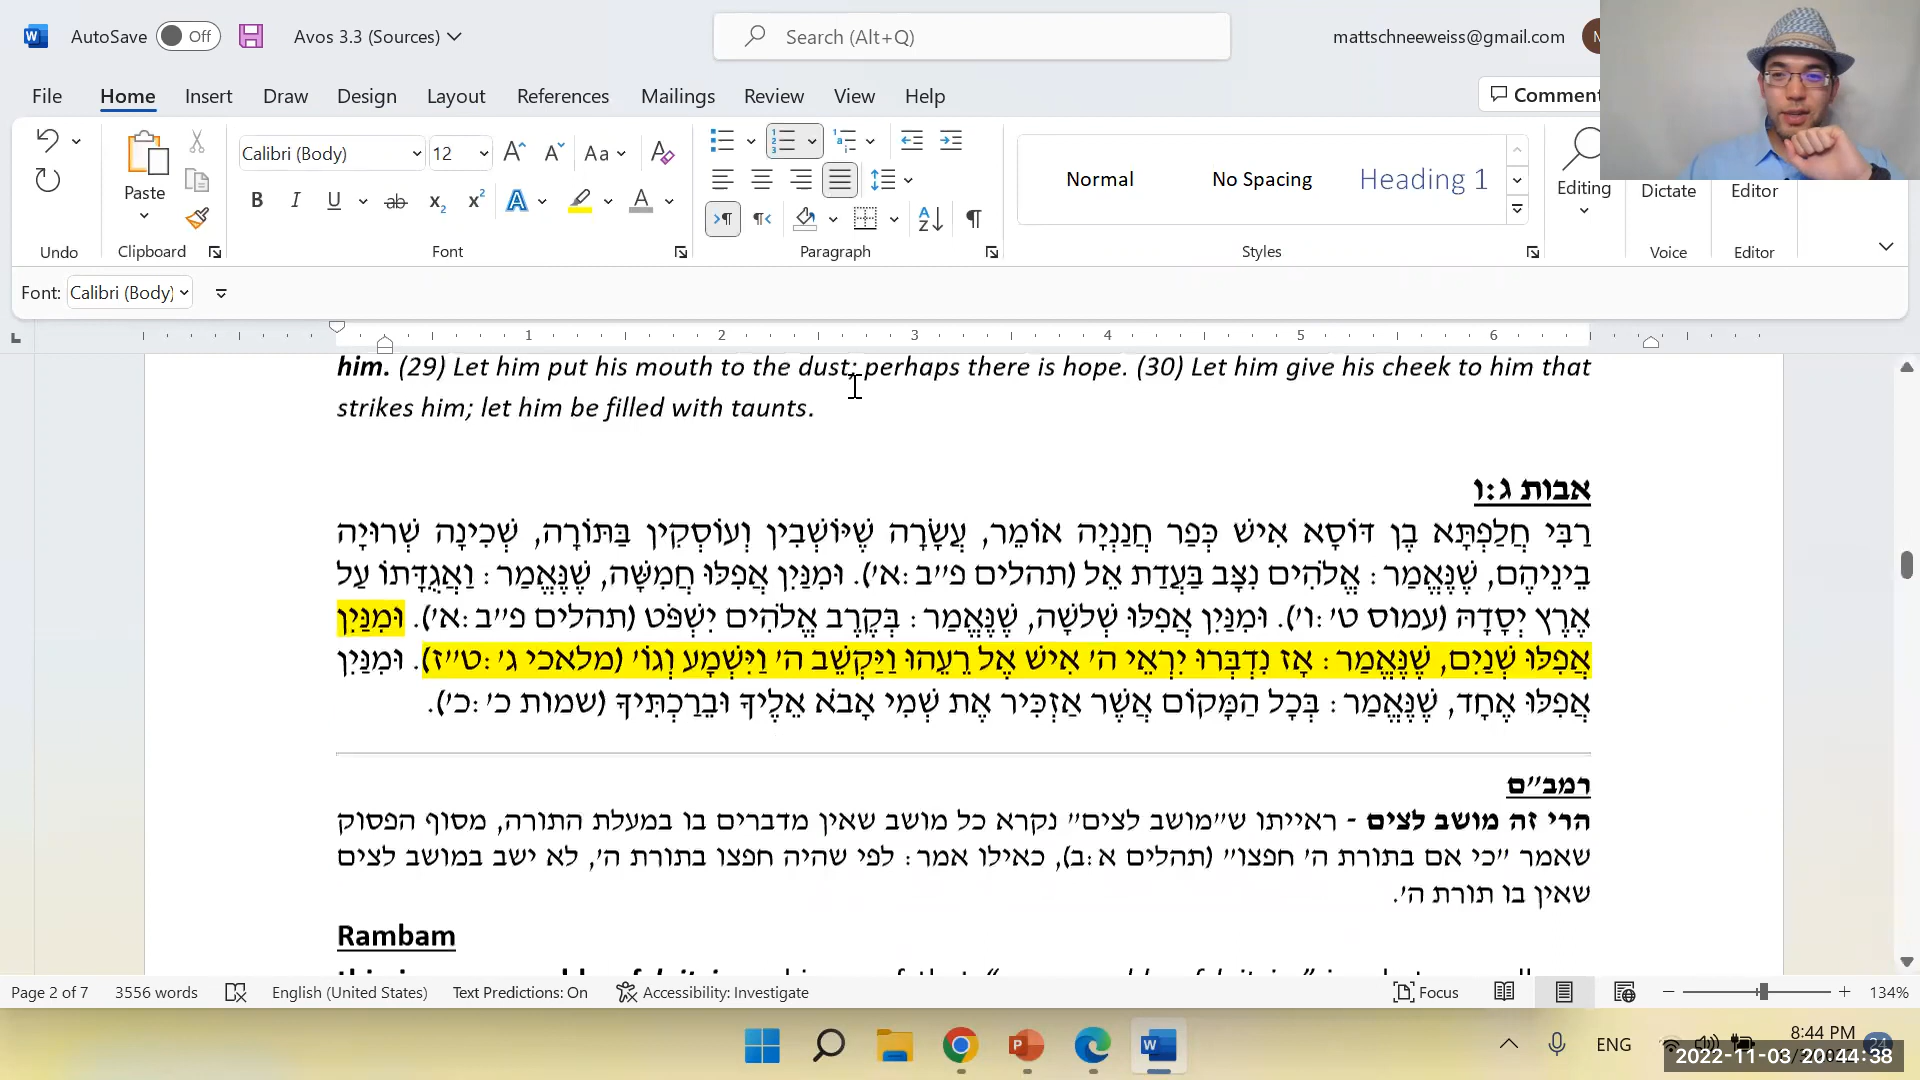 AutoSave Off Avos 3.3 (Sources) Search (Alt+Q) mattschneeweiss@gmail.com
File Home Insert Draw Design Layout References Mailings Review View Help
Calibri (Body) 12 Aa
Paste
Normal No Spacing Heading 1
Editing Dictate Editor
Undo Clipboard Font Paragraph Styles Voice Editor
Font: Calibri (Body)
1 2 3 4 5 6
him. (29) Let him put his mouth to the dust; perhaps there is hope. (30) Let him give his cheek to him that
strikes him; let him be filled with taunts.
אבות ג:ו
רַבִּי חֲלַפְתָּא בֶן דּוֹסָא אִישׁ כְּפַר חֲנַנְיָה אוֹמֵר, עֲשָׂרָה שֶׁיּוֹשְׁבִין וְעוֹסְקִין בַּתּוֹרָה, שְׁכִינָה שְׁרוּיָה
בֵינֵיהֶם, שֶׁנֶּאֱמַר: אֱלֹהִים נִצָּב בַּעֲדַת אֵל (תהלים פ״ב:א׳). וּמִנַּיִן אֲפִלּוּ חֲמִשָּׁה, שֶׁנֶּאֱמַר: וַאֲגֻדָּתוֹ עַל
אֶרֶץ יְסָדָהּ (עמוס ט׳:ו׳). וּמִנַּיִן אֲפִלּוּ שְׁלֹשָׁה, שֶׁנֶּאֱמַר: בְּקֶרֶב אֱלֹהִים יִשְׁפֹּט (תהלים פ״ב:א׳). וּמִנַּיִן
אֲפִלּוּ שְׁנַיִם, שֶׁנֶּאֱמַר: אָז נִדְבְּרוּ יִרְאֵי ה׳ אִישׁ אֶל רֵעֵהוּ וַיַּקְשֵׁב ה׳ וַיִּשְׁמָע וְגוֹ׳ (מלאכי ג׳:ט״ז). וּמִנַּיִן
אֲפִלּוּ אֶחָד, שֶׁנֶּאֱמַר: בְּכָל הַמָּקוֹם אֲשֶׁר אַזְכִּיר אֶת שְׁמִי אָבֹא אֵלֶיךָ וּבֵרַכְתִּיךָ (שמות כ׳:כ׳).
רמב״ם
הרי זה מושב לצים - ראייתו ש״מושב לצים״ נקרא כל מושב שאין מדברים בו במעלת התורה, מסוף הפסוק
שאמר ״כי אם בתורת ה׳ חפצו״ (תהלים א:ב), כאילו אמר: לפי שהיה חפצו בתורת ה׳, לא ישב במושב לצים
שאין בו תורת ה׳.
Rambam
Page 2 of 7 3556 words English (United States) Text Predictions: On Accessibility: Investigate Focus 134%
ENG 8:44 PM 24
2022-11-03 20:44:38